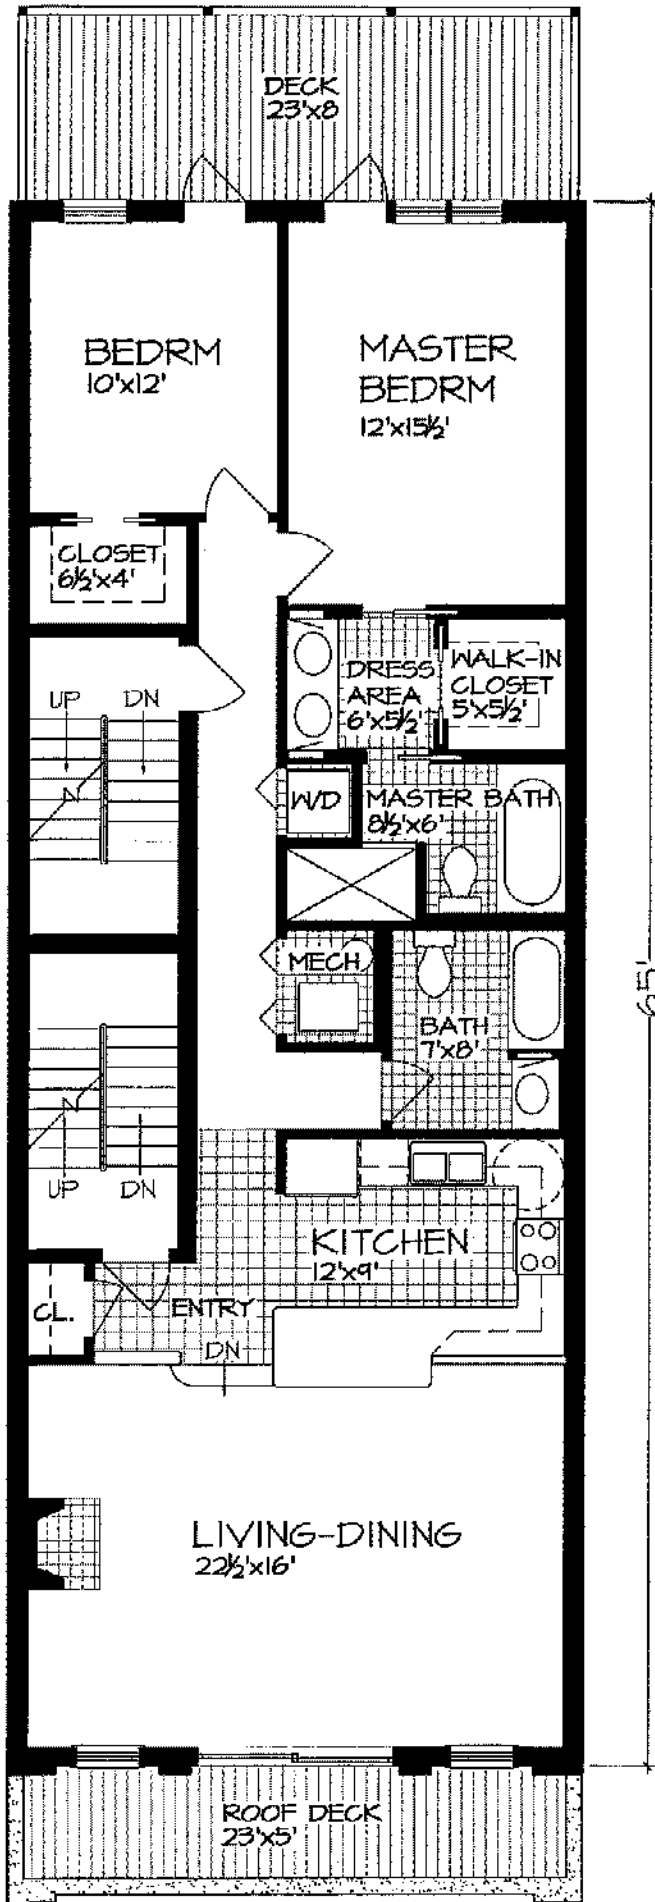 DECK
23'x8
BEDRM
10'x12'
MASTER
BEDRM
12'x15½'
CLOSET
6½'x4'
UP
DN
DRESS
AREA
6'x5½'
WALK-IN
CLOSET
5'x5½'
W/D
MASTER BATH
8½'x6'
MECH
BATH
7'x8'
65'
UP
DN
KITCHEN
12'x9'
CL.
ENTRY
DN
LIVING-DINING
22½'x16'
ROOF DECK
23'x5'